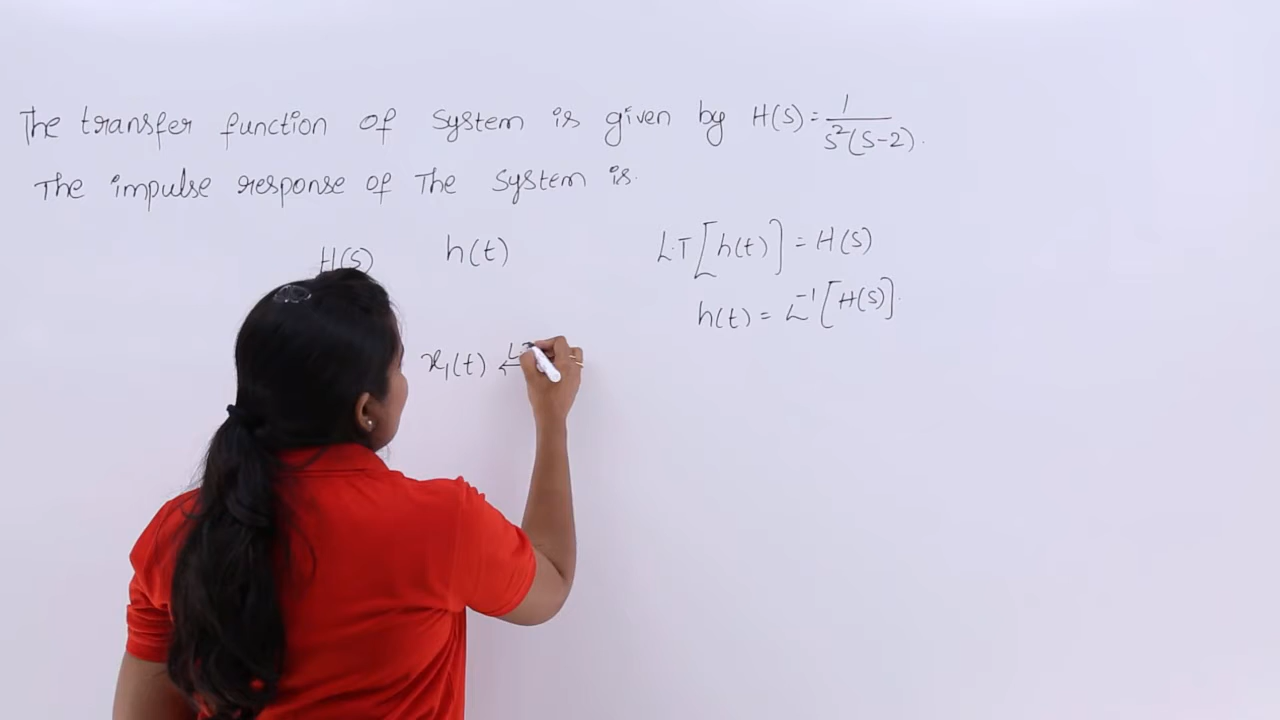 The transfer function of system is given by H(S)=1/S²(S-2).
The impulse response of The system is.
H(S) h(t)
L.T[h(t)] = H(S)
h(t) = L⁻¹[H(S)].
x₁(t)